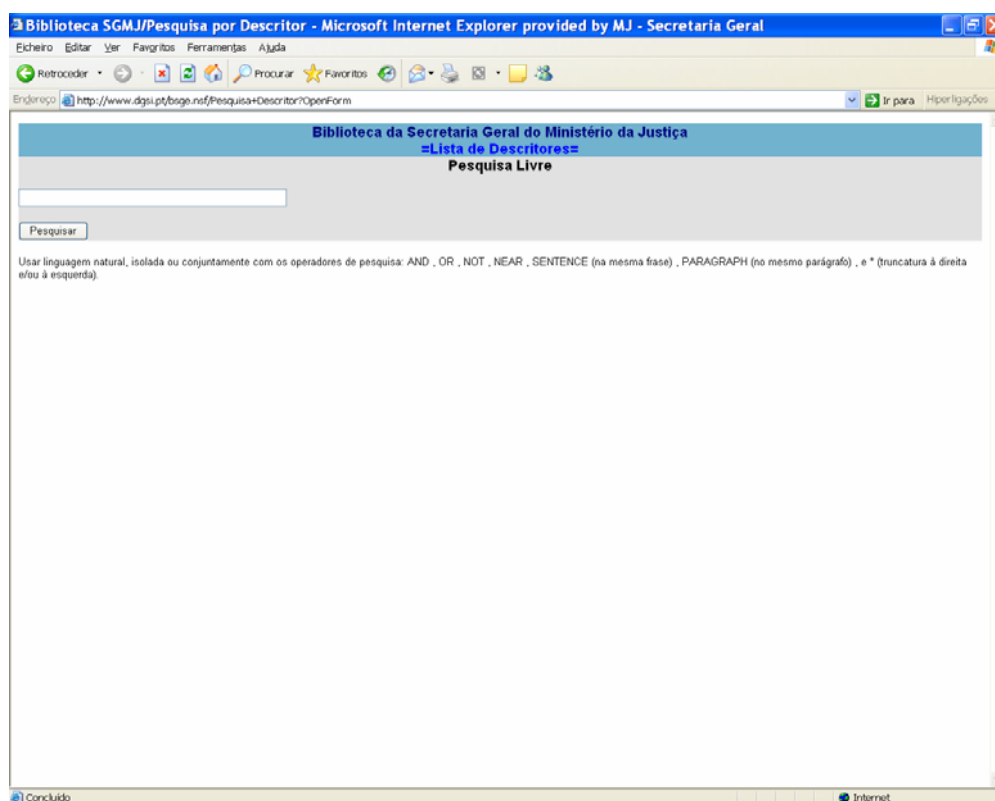 Biblioteca SGMJ/Pesquisa por Descritor - Microsoft Internet Explorer provided by MJ - Secretaria Geral
Ficheiro Editar Ver Favoritos Ferramentas Ajuda
Retroceder Procurar Favoritos
Endereço http://www.dgsi.pt/bsge.nsf/Pesquisa+Descritor?OpenForm Ir para Hiperligações
Biblioteca da Secretaria Geral do Ministério da Justiça
=Lista de Descritores=
Pesquisa Livre
Pesquisar
Usar linguagem natural, isolada ou conjuntamente com os operadores de pesquisa: AND , OR , NOT , NEAR , SENTENCE (na mesma frase) , PARAGRAPH (no mesmo parágrafo) , e * (truncatura à direita
e/ou à esquerda).
Concluído Internet